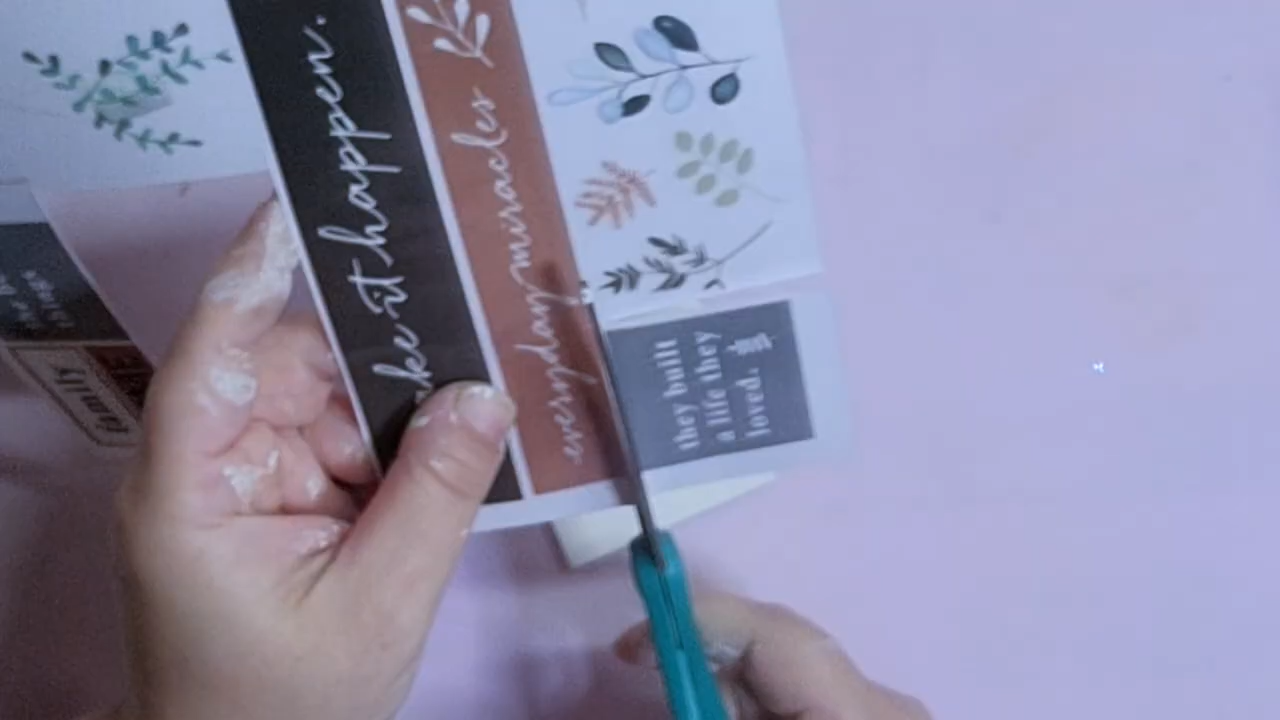 ke it happen.
everyday miracles
they built
a life they
loved.
family